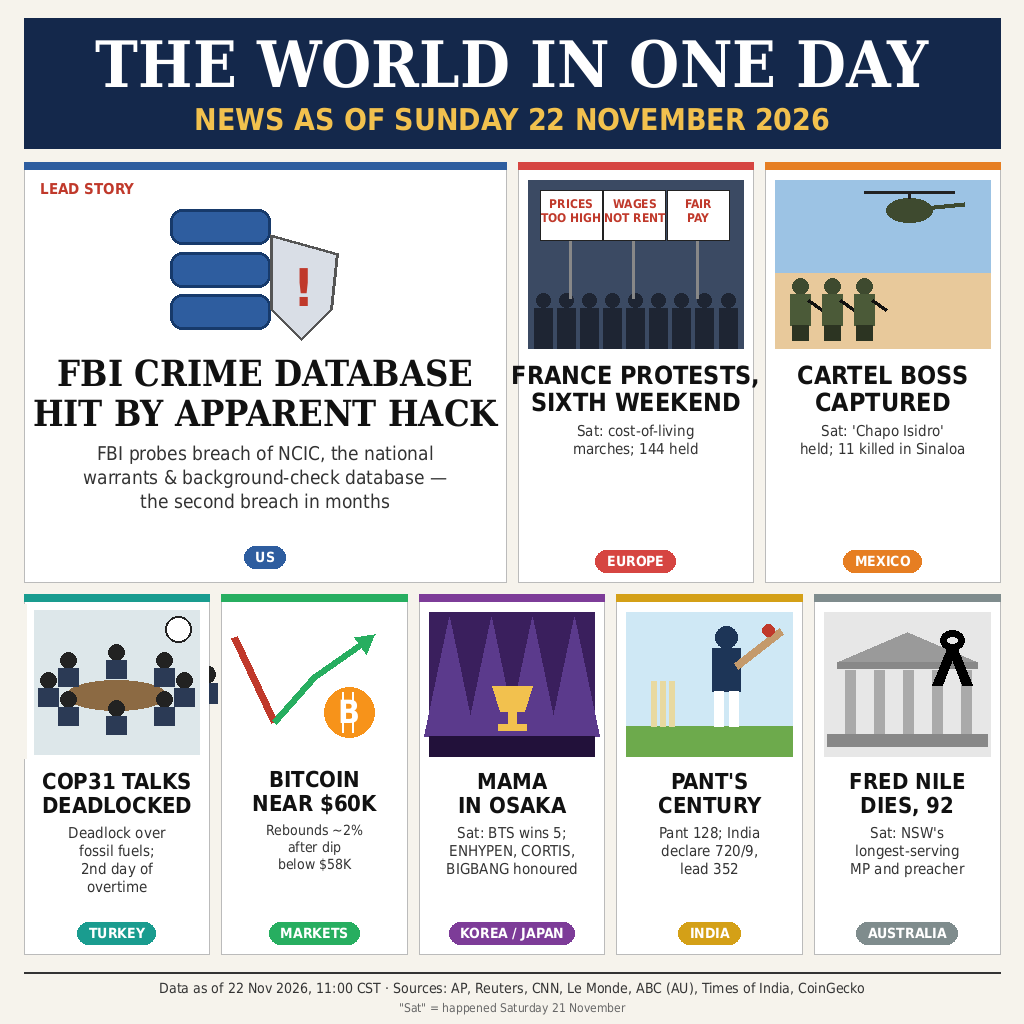 THE WORLD IN ONE DAY
NEWS AS OF SUNDAY 22 NOVEMBER 2026
LEAD STORY
!
FBI CRIME DATABASE
HIT BY APPARENT HACK
FBI probes breach of NCIC, the national
warrants & background-check database —
the second breach in months
US
PRICES
TOO HIGH
WAGES
NOT RENT
FAIR
PAY
FRANCE PROTESTS,
SIXTH WEEKEND
Sat: cost-of-living
marches; 144 held
EUROPE
CARTEL BOSS
CAPTURED
Sat: 'Chapo Isidro'
held; 11 killed in Sinaloa
MEXICO
COP31 TALKS
DEADLOCKED
Deadlock over
fossil fuels;
2nd day of
overtime
TURKEY
B
BITCOIN
NEAR $60K
Rebounds ~2%
after dip
below $58K
MARKETS
MAMA
IN OSAKA
Sat: BTS wins 5;
ENHYPEN, CORTIS,
BIGBANG honoured
KOREA / JAPAN
PANT'S
CENTURY
Pant 128; India
declare 720/9,
lead 352
INDIA
FRED NILE
DIES, 92
Sat: NSW's
longest-serving
MP and preacher
AUSTRALIA
Data as of 22 Nov 2026, 11:00 CST · Sources: AP, Reuters, CNN, Le Monde, ABC (AU), Times of India, CoinGecko
"Sat" = happened Saturday 21 November